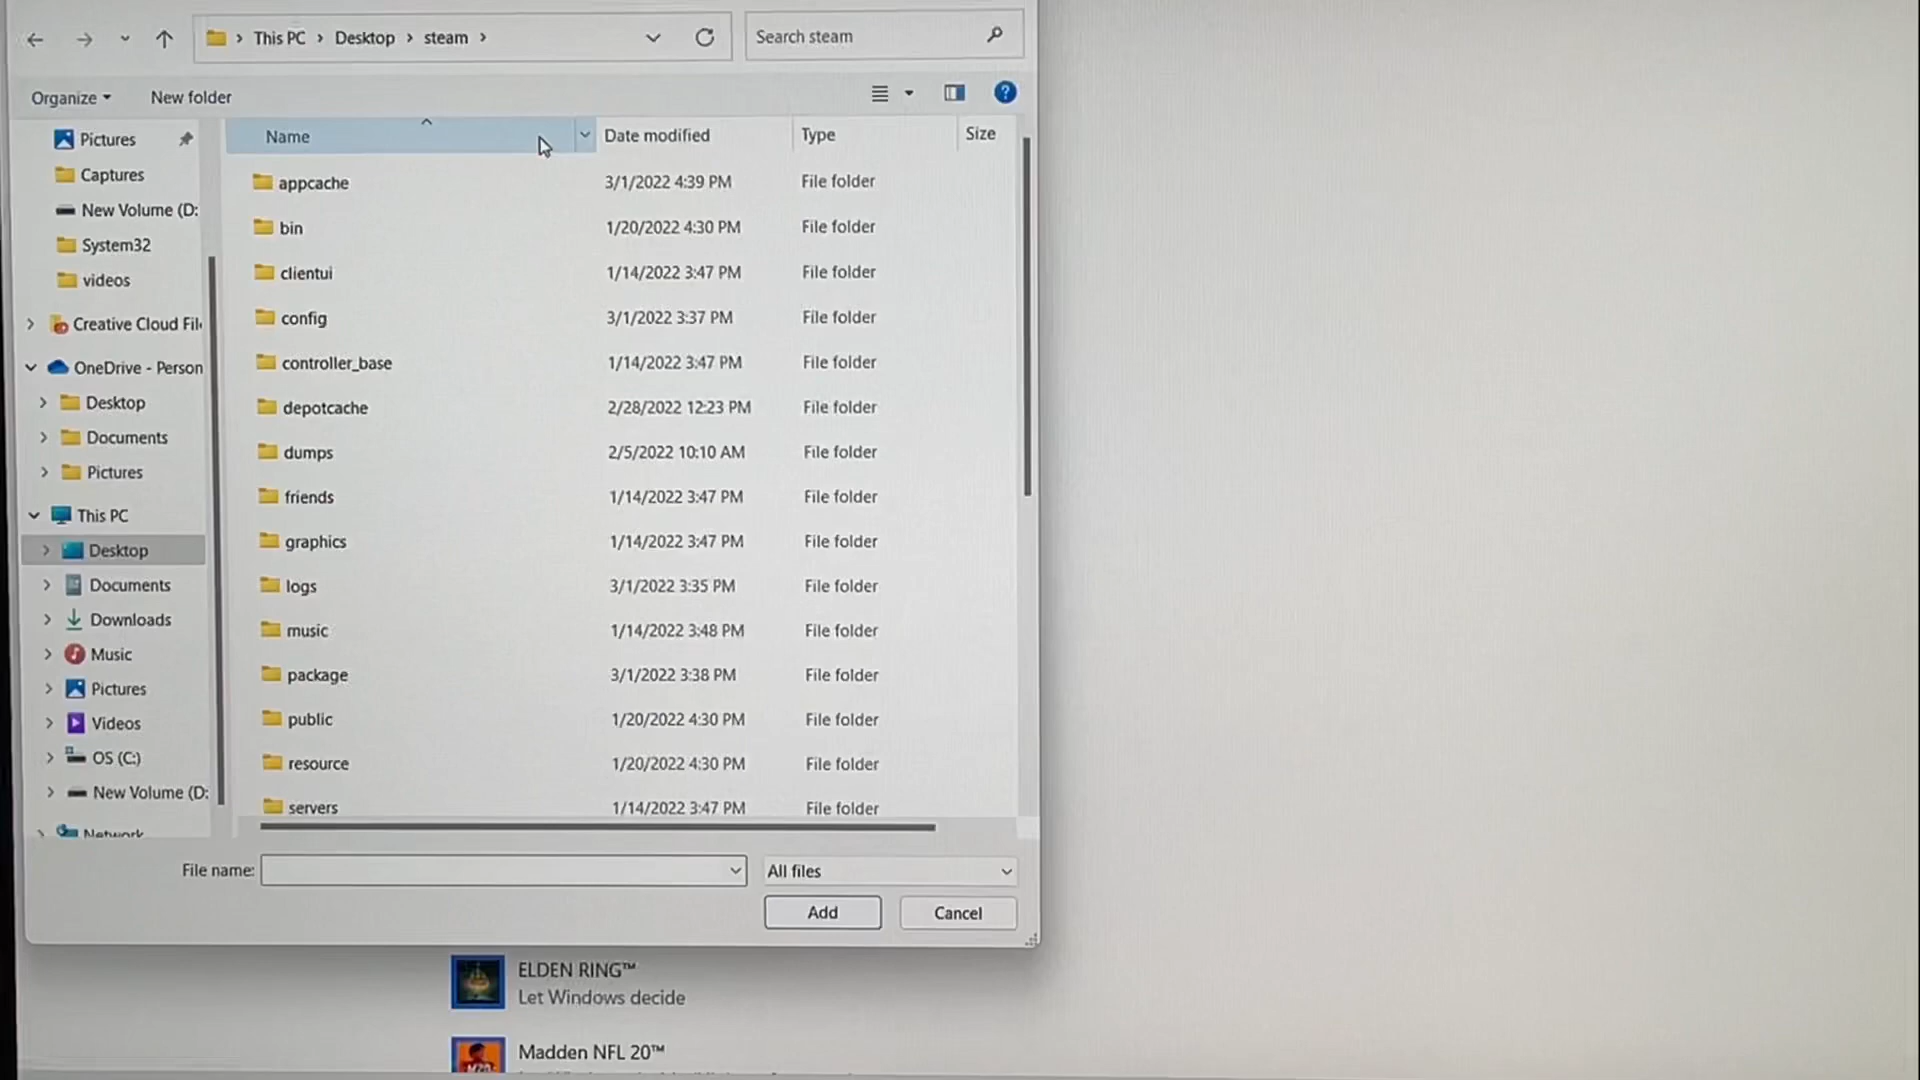 This PC > Desktop > steam >
Search steam
Organize
New folder
Name
Date modified
Type
Size
Pictures
Captures
New Volume (D:
System32
videos
Creative Cloud Fil
OneDrive - Person
Desktop
Documents
Pictures
This PC
Desktop
Documents
Downloads
Music
Pictures
Videos
OS (C:)
New Volume (D:
Network
appcache 3/1/2022 4:39 PM File folder
bin 1/20/2022 4:30 PM File folder
clientui 1/14/2022 3:47 PM File folder
config 3/1/2022 3:37 PM File folder
controller_base 1/14/2022 3:47 PM File folder
depotcache 2/28/2022 12:23 PM File folder
dumps 2/5/2022 10:10 AM File folder
friends 1/14/2022 3:47 PM File folder
graphics 1/14/2022 3:47 PM File folder
logs 3/1/2022 3:35 PM File folder
music 1/14/2022 3:48 PM File folder
package 3/1/2022 3:38 PM File folder
public 1/20/2022 4:30 PM File folder
resource 1/20/2022 4:30 PM File folder
servers 1/14/2022 3:47 PM File folder
File name:
All files
Add
Cancel
ELDEN RING™
Let Windows decide
Madden NFL 20™